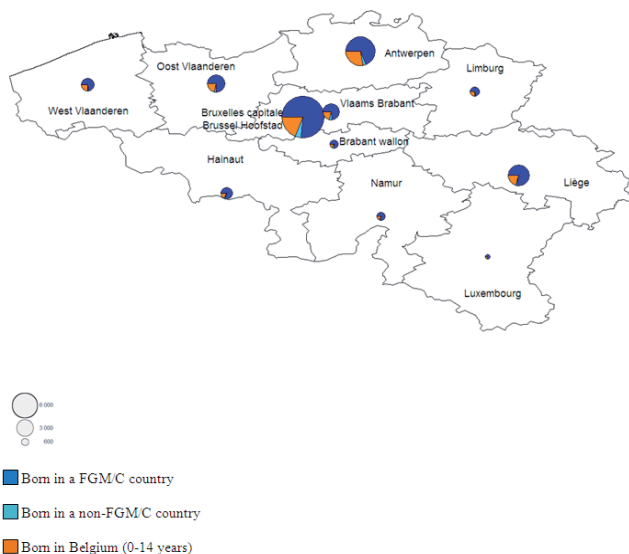 Antwerpen
Oost Vlaanderen
Limburg
West Vlaanderen
Bruxelles capitale
Vlaams Brabant
Brussel Hoofdstad
Brabant wallon
Hainaut
Namur
Liège
Luxembourg
6 000
3 000
600
Born in a FGM/C country
Born in a non-FGM/C country
Born in Belgium (0-14 years)